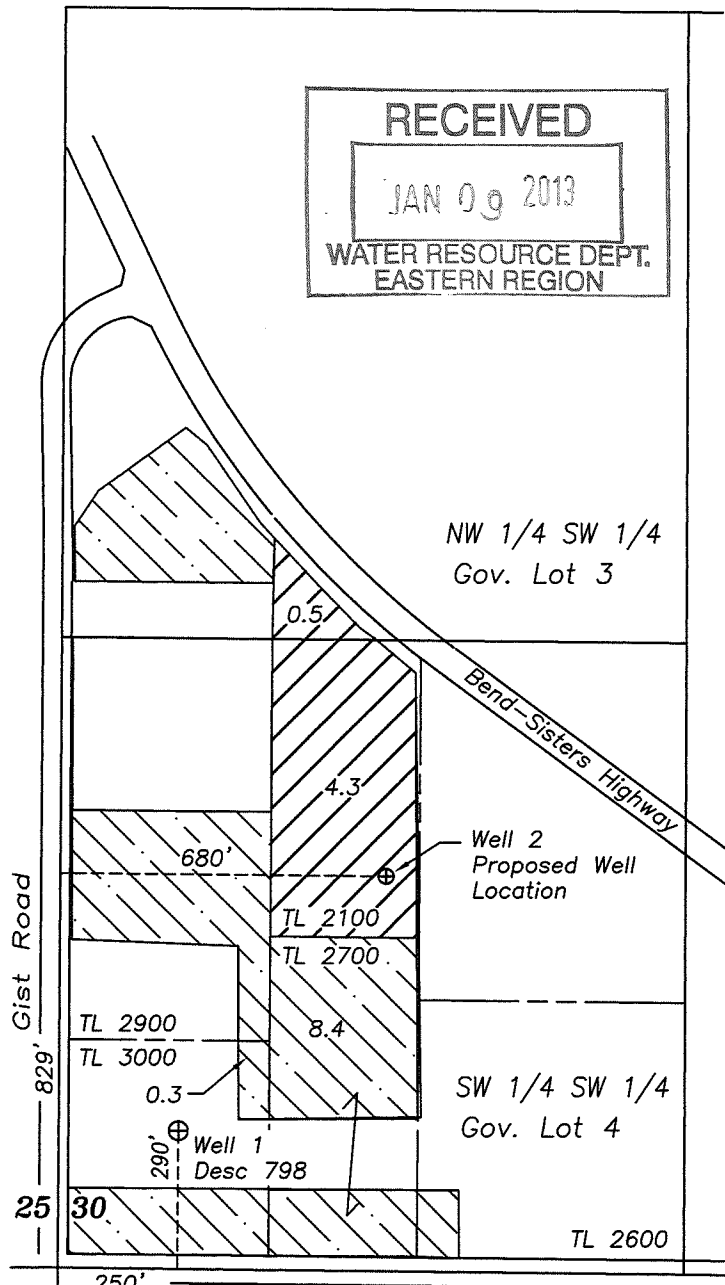 RECEIVED
JAN 09 2013
WATER RESOURCE DEPT.
EASTERN REGION
NW 1/4 SW 1/4
Gov. Lot 3
0.5
Bend-Sisters Highway
4.3
680'
Well 2
Proposed Well
Location
TL 2100
TL 2700
Gist Road
829'
TL 2900
TL 3000
8.4
0.3
SW 1/4 SW 1/4
Gov. Lot 4
290'
Well 1
Desc 798
25 30
TL 2600
250'